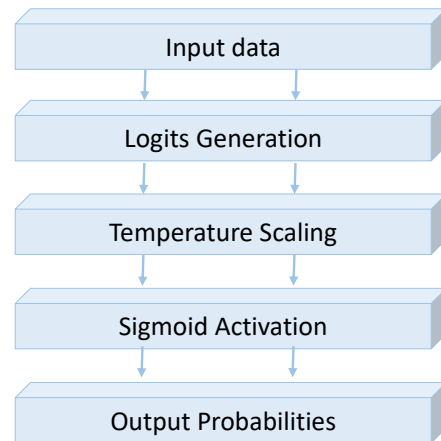 Input data
Logits Generation
Temperature Scaling
Sigmoid Activation
Output Probabilities